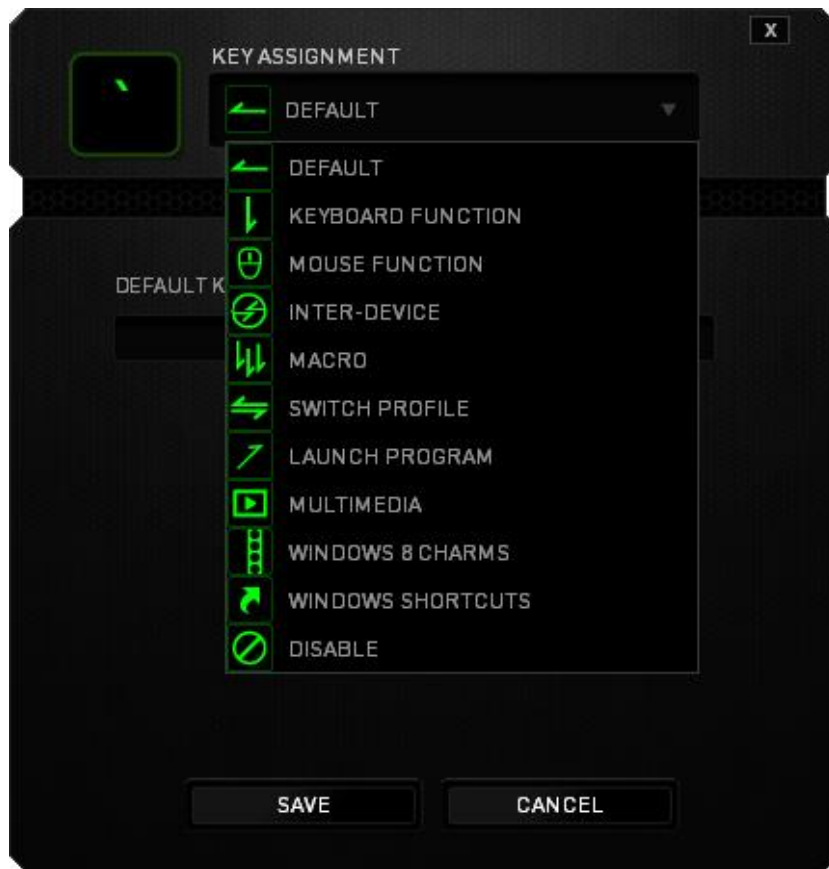 X
KEY ASSIGNMENT
`
DEFAULT
DEFAULT
KEYBOARD FUNCTION
MOUSE FUNCTION
DEFAULT K
INTER-DEVICE
MACRO
SWITCH PROFILE
LAUNCH PROGRAM
MULTIMEDIA
WINDOWS 8 CHARMS
WINDOWS SHORTCUTS
DISABLE
SAVE
CANCEL